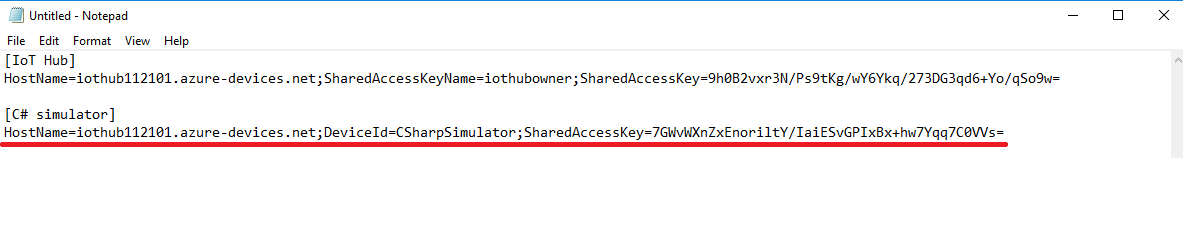 Untitled - Notepad
File Edit Format View Help
[IoT Hub]
HostName=iothub112101.azure-devices.net;SharedAccessKeyName=iothubowner;SharedAccessKey=9h0B2vxr3N/Ps9tKg/wY6Ykq/273DG3qd6+Yo/qSo9w=
[C# simulator]
HostName=iothub112101.azure-devices.net;DeviceId=CSharpSimulator;SharedAccessKey=7GWvWXnZxEnoriltY/IaiESvGPIxBx+hw7Yqq7C0VVs=